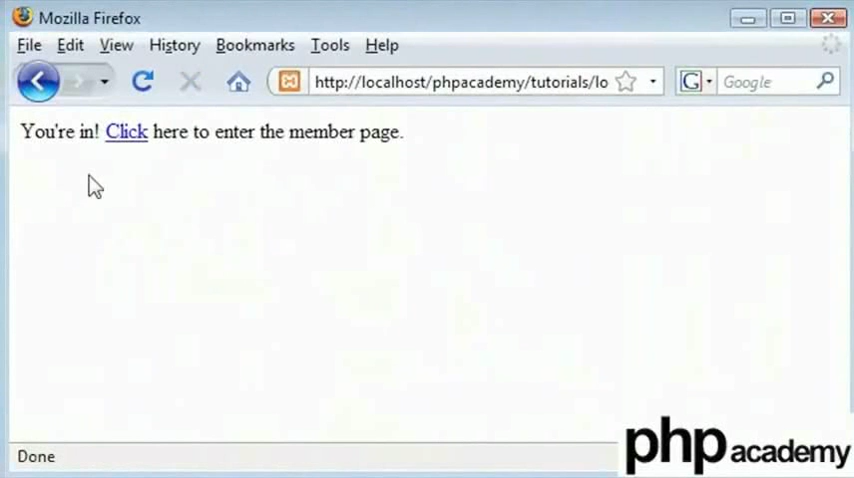 Mozilla Firefox
File Edit View History Bookmarks Tools Help
http://localhost/phpacademy/tutorials/lo G Google
You're in! Click here to enter the member page.
Done
php academy